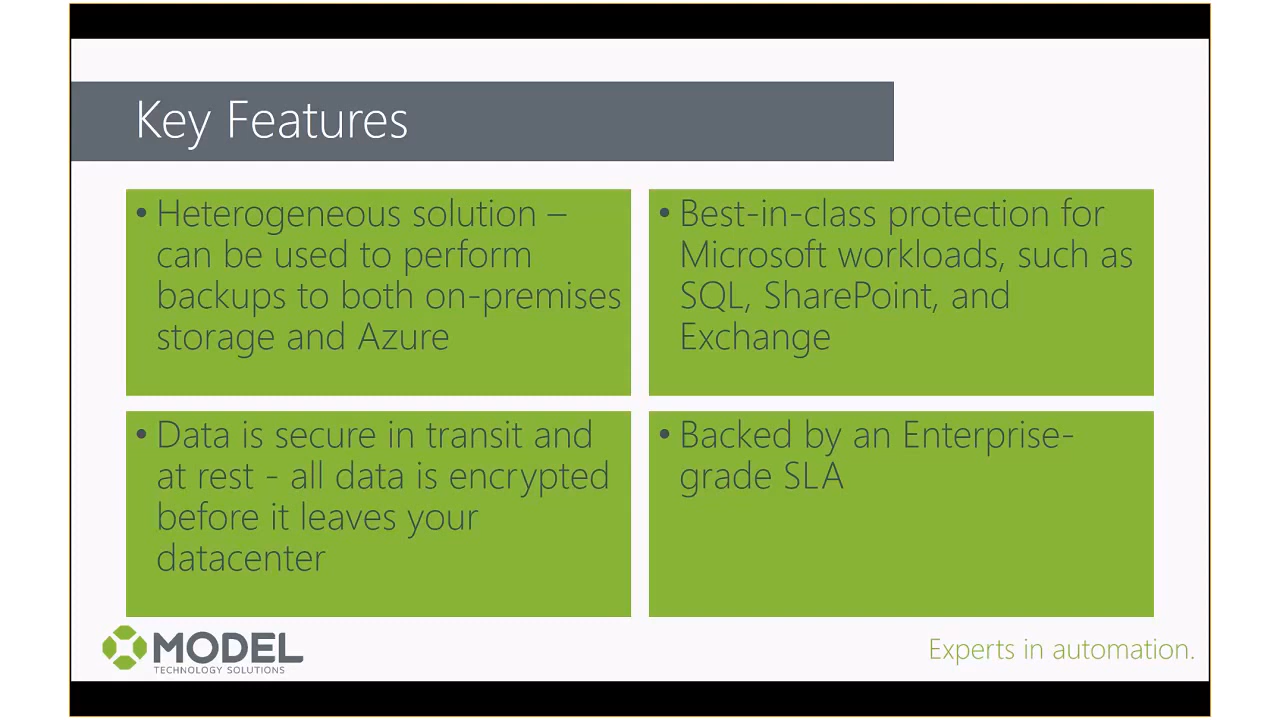 Key Features
• Heterogeneous solution –
can be used to perform
backups to both on-premises
storage and Azure
• Best-in-class protection for
Microsoft workloads, such as
SQL, SharePoint, and
Exchange
• Data is secure in transit and
at rest - all data is encrypted
before it leaves your
datacenter
• Backed by an Enterprise-
grade SLA
MODEL
TECHNOLOGY SOLUTIONS
Experts in automation.